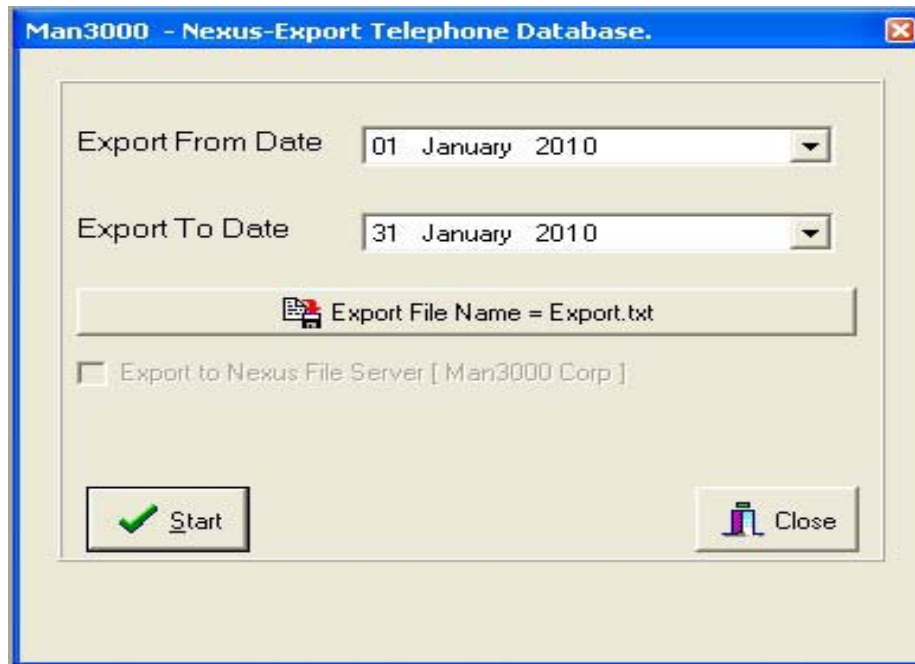 Man3000 - Nexus-Export Telephone Database.
Export From Date
01 January 2010
Export To Date
31 January 2010
Export File Name = Export.txt
Export to Nexus File Server [ Man3000 Corp ]
Start
Close